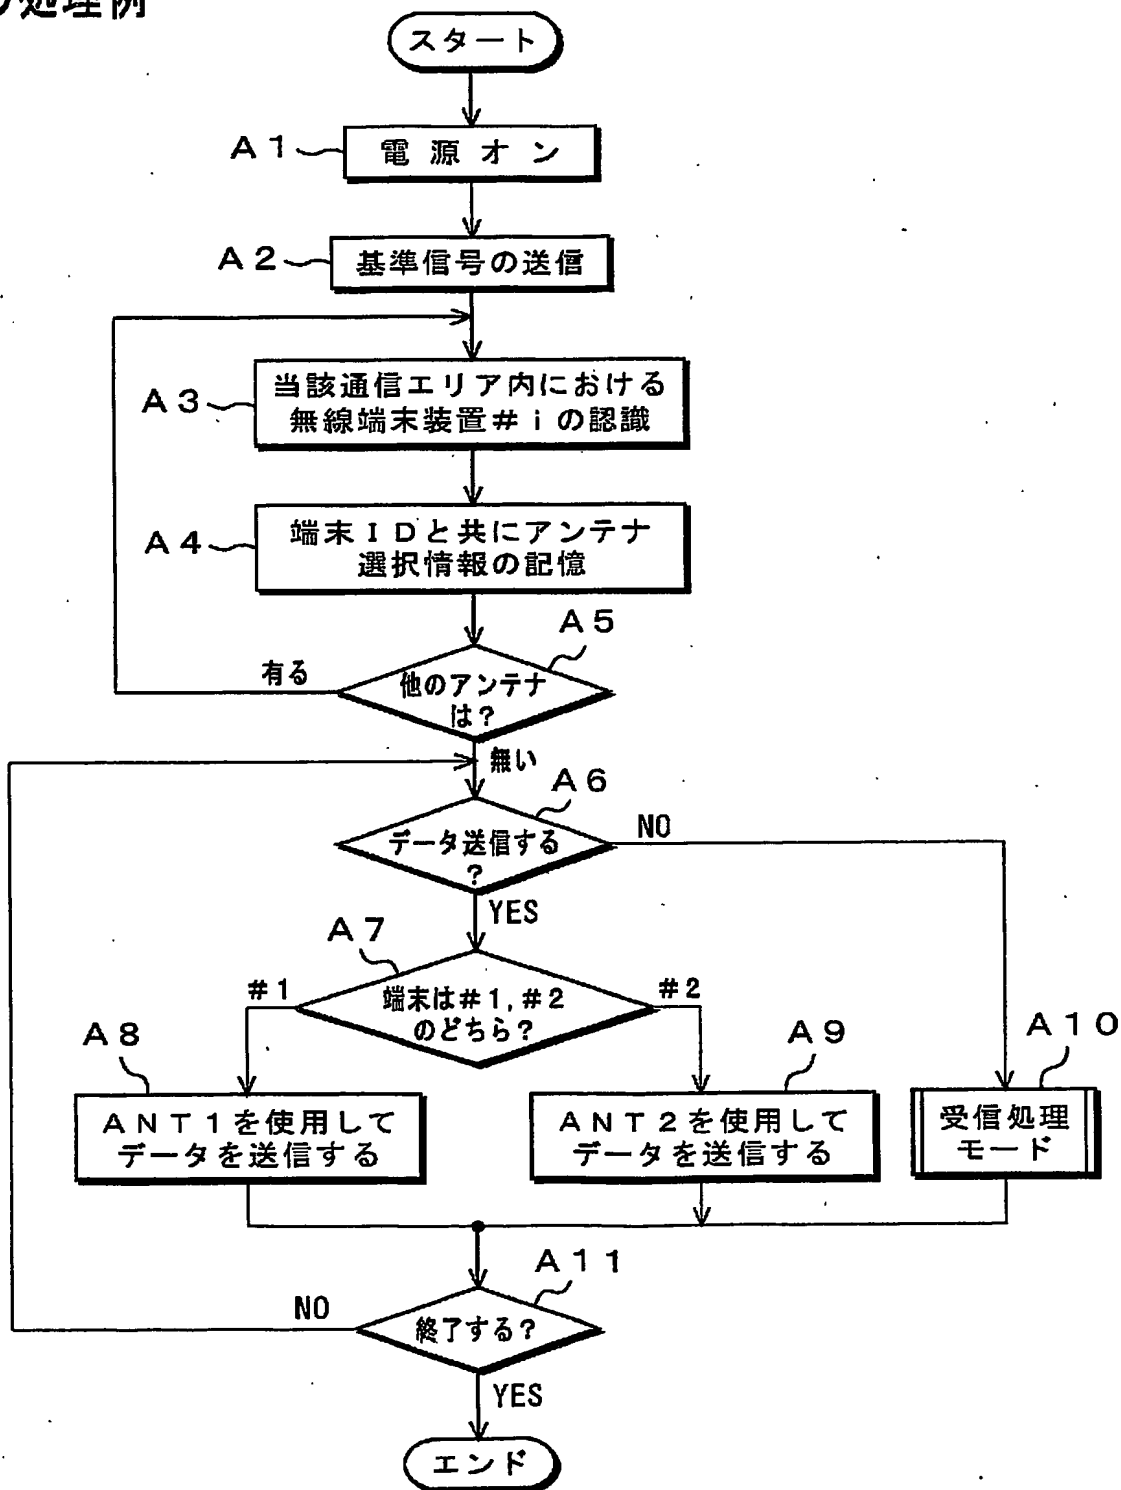 処理例
スタート
A1
電源オン
A2
基準信号の送信
A3
当該通信エリア内における
無線端末装置#iの認識
A4
端末IDと共にアンテナ
選択情報の記憶
A5
有る
他のアンテナ
は?
無い
A6
データ送信する
?
NO
YES
A7
#1
端末は#1,#2
のどちら?
#2
A8
ANT1を使用して
データを送信する
A9
ANT2を使用して
データを送信する
A10
受信処理
モード
A11
NO
終了する?
YES
エンド